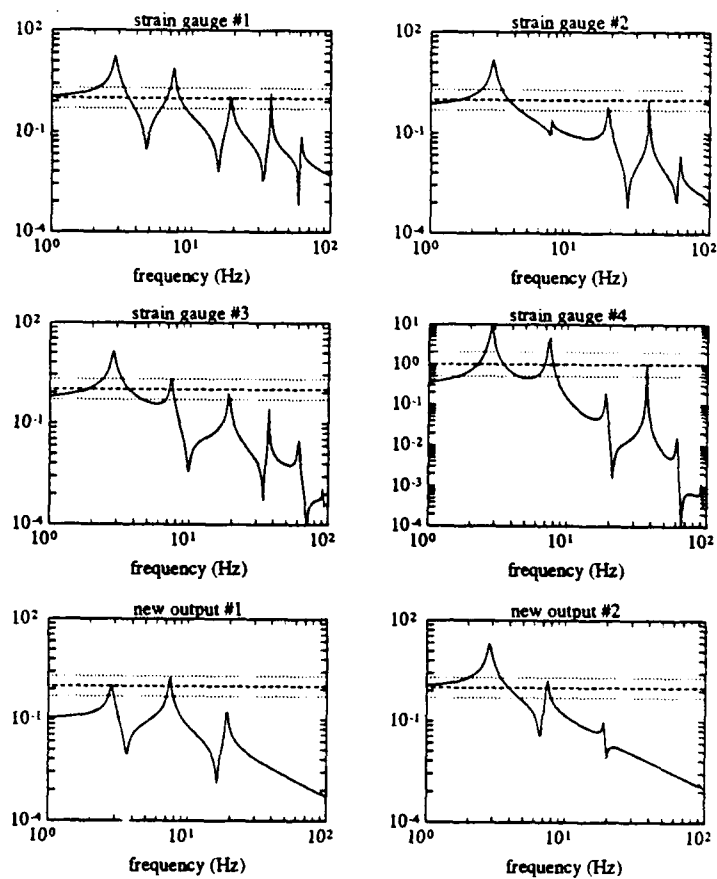 strain gauge #1
strain gauge #2
10²
10⁻¹
10⁻⁴
10⁰ 10¹ 10²
frequency (Hz)
10²
10⁻¹
10⁻⁴
10⁰ 10¹ 10²
frequency (Hz)
strain gauge #3
strain gauge #4
10²
10⁻¹
10⁻⁴
10⁰ 10¹ 10²
frequency (Hz)
10¹
10⁰
10⁻¹
10⁻²
10⁻³
10⁻⁴
10⁰ 10¹ 10²
frequency (Hz)
new output #1
new output #2
10²
10⁻¹
10⁻⁴
10⁰ 10¹ 10²
frequency (Hz)
10²
10⁻¹
10⁻⁴
10⁰ 10¹ 10²
frequency (Hz)